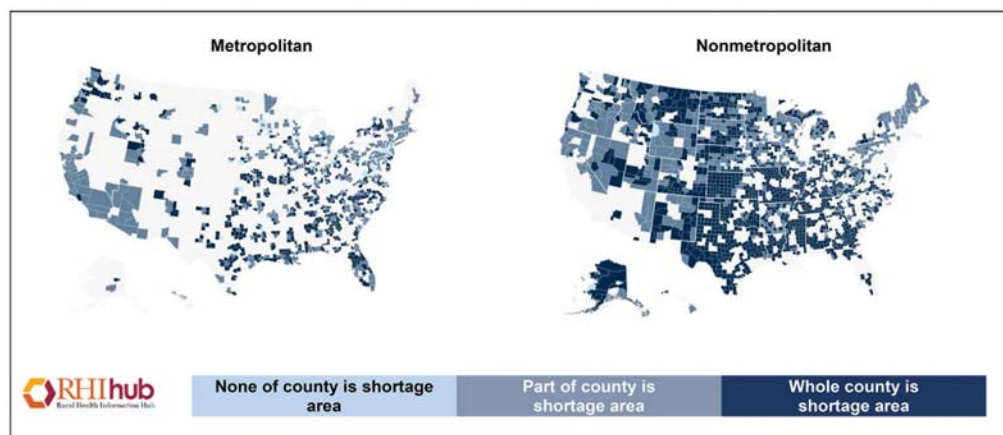 Metropolitan
Nonmetropolitan
RHIhub
Rural Health Information Hub
None of county is shortage
area
Part of county is
shortage area
Whole county is
shortage area